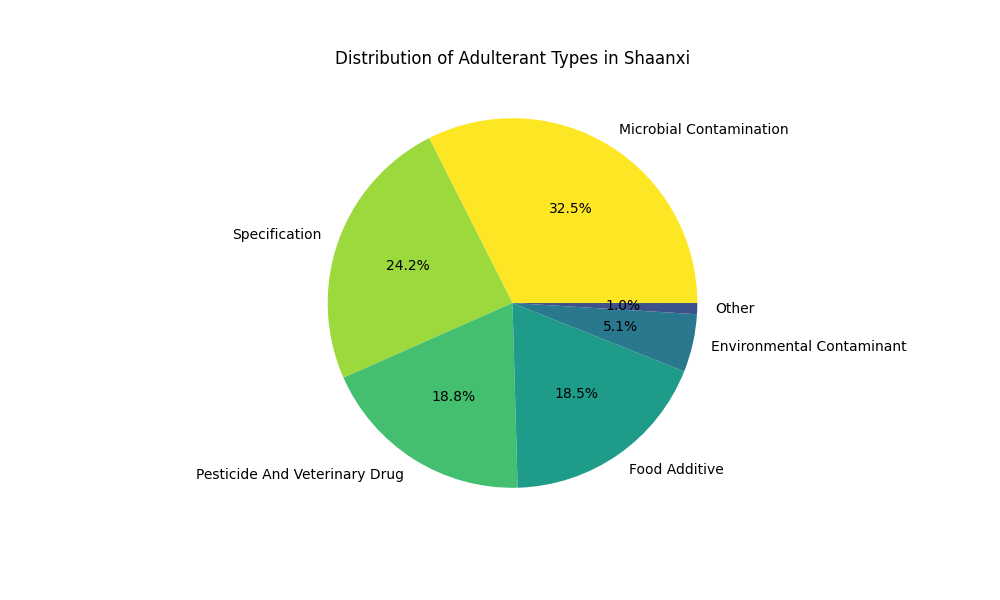 Distribution of Adulterant Types in Shaanxi
Microbial Contamination
32.5%
Specification
24.2%
Pesticide And Veterinary Drug
18.8%
Food Additive
18.5%
Environmental Contaminant
5.1%
Other
1.0%